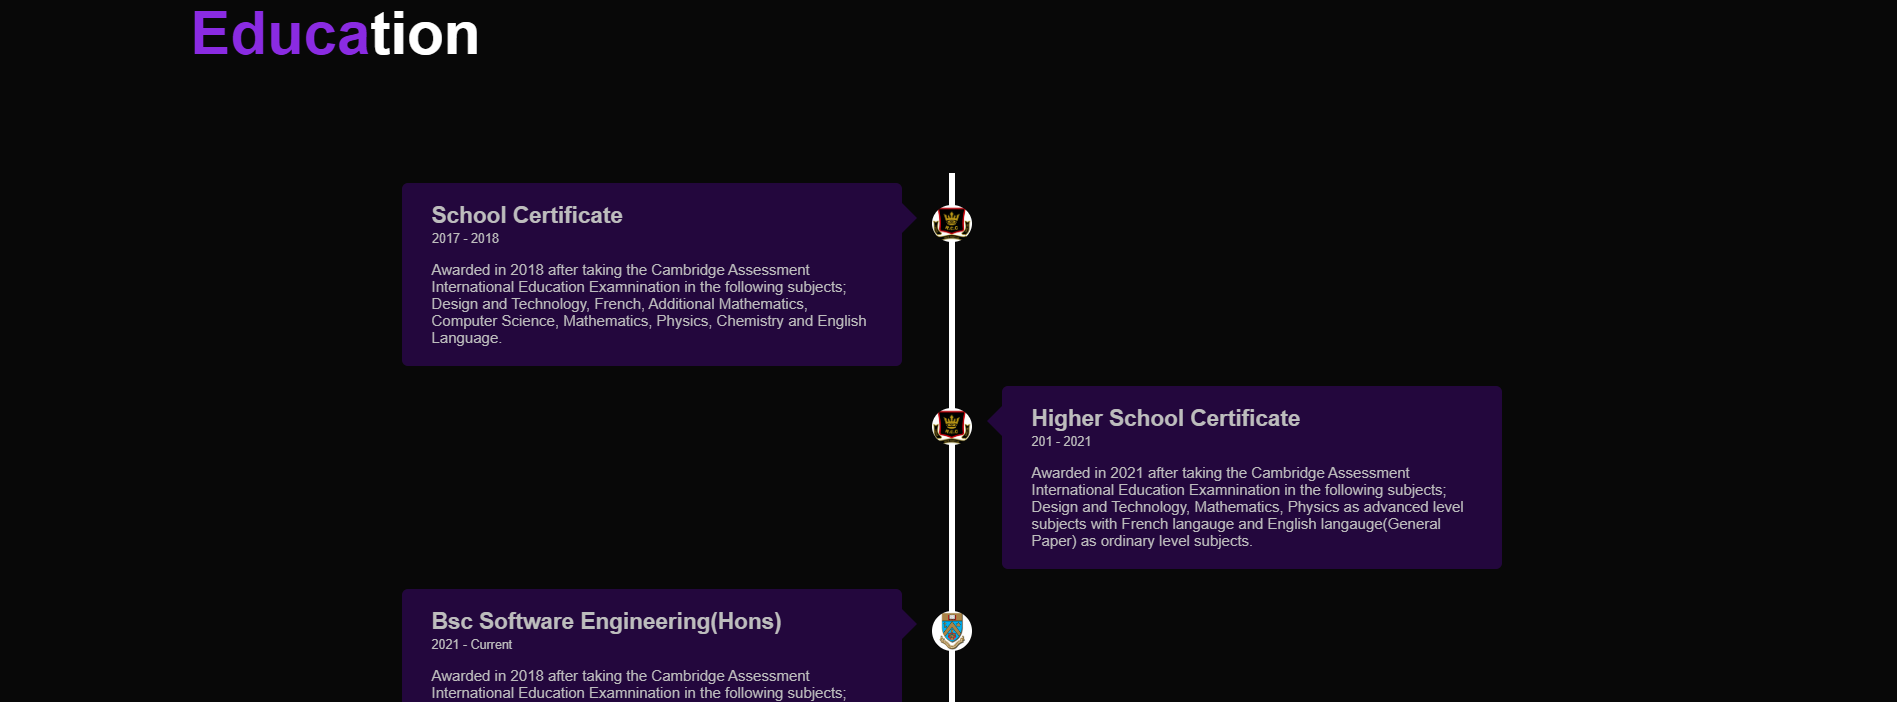 Education
School Certificate
2017 - 2018
Awarded in 2018 after taking the Cambridge Assessment
International Education Examnination in the following subjects;
Design and Technology, French, Additional Mathematics,
Computer Science, Mathematics, Physics, Chemistry and English
Language.
R.C.C
Higher School Certificate
201 - 2021
Awarded in 2021 after taking the Cambridge Assessment
International Education Examnination in the following subjects;
Design and Technology, Mathematics, Physics as advanced level
subjects with French langauge and English langauge(General
Paper) as ordinary level subjects.
R.C.C
Bsc Software Engineering(Hons)
2021 - Current
Awarded in 2018 after taking the Cambridge Assessment
International Education Examnination in the following subjects;